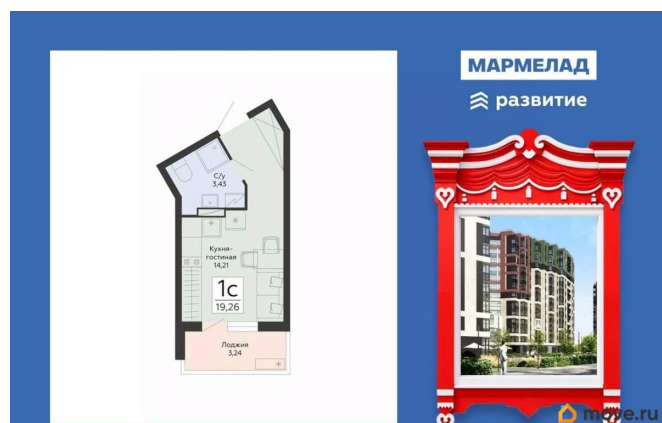 МАРМЕЛАД
развитие
С/у
3,43
Кухня-
гостиная
14,21
1с
19,26
Лоджия
3,24
move.ru